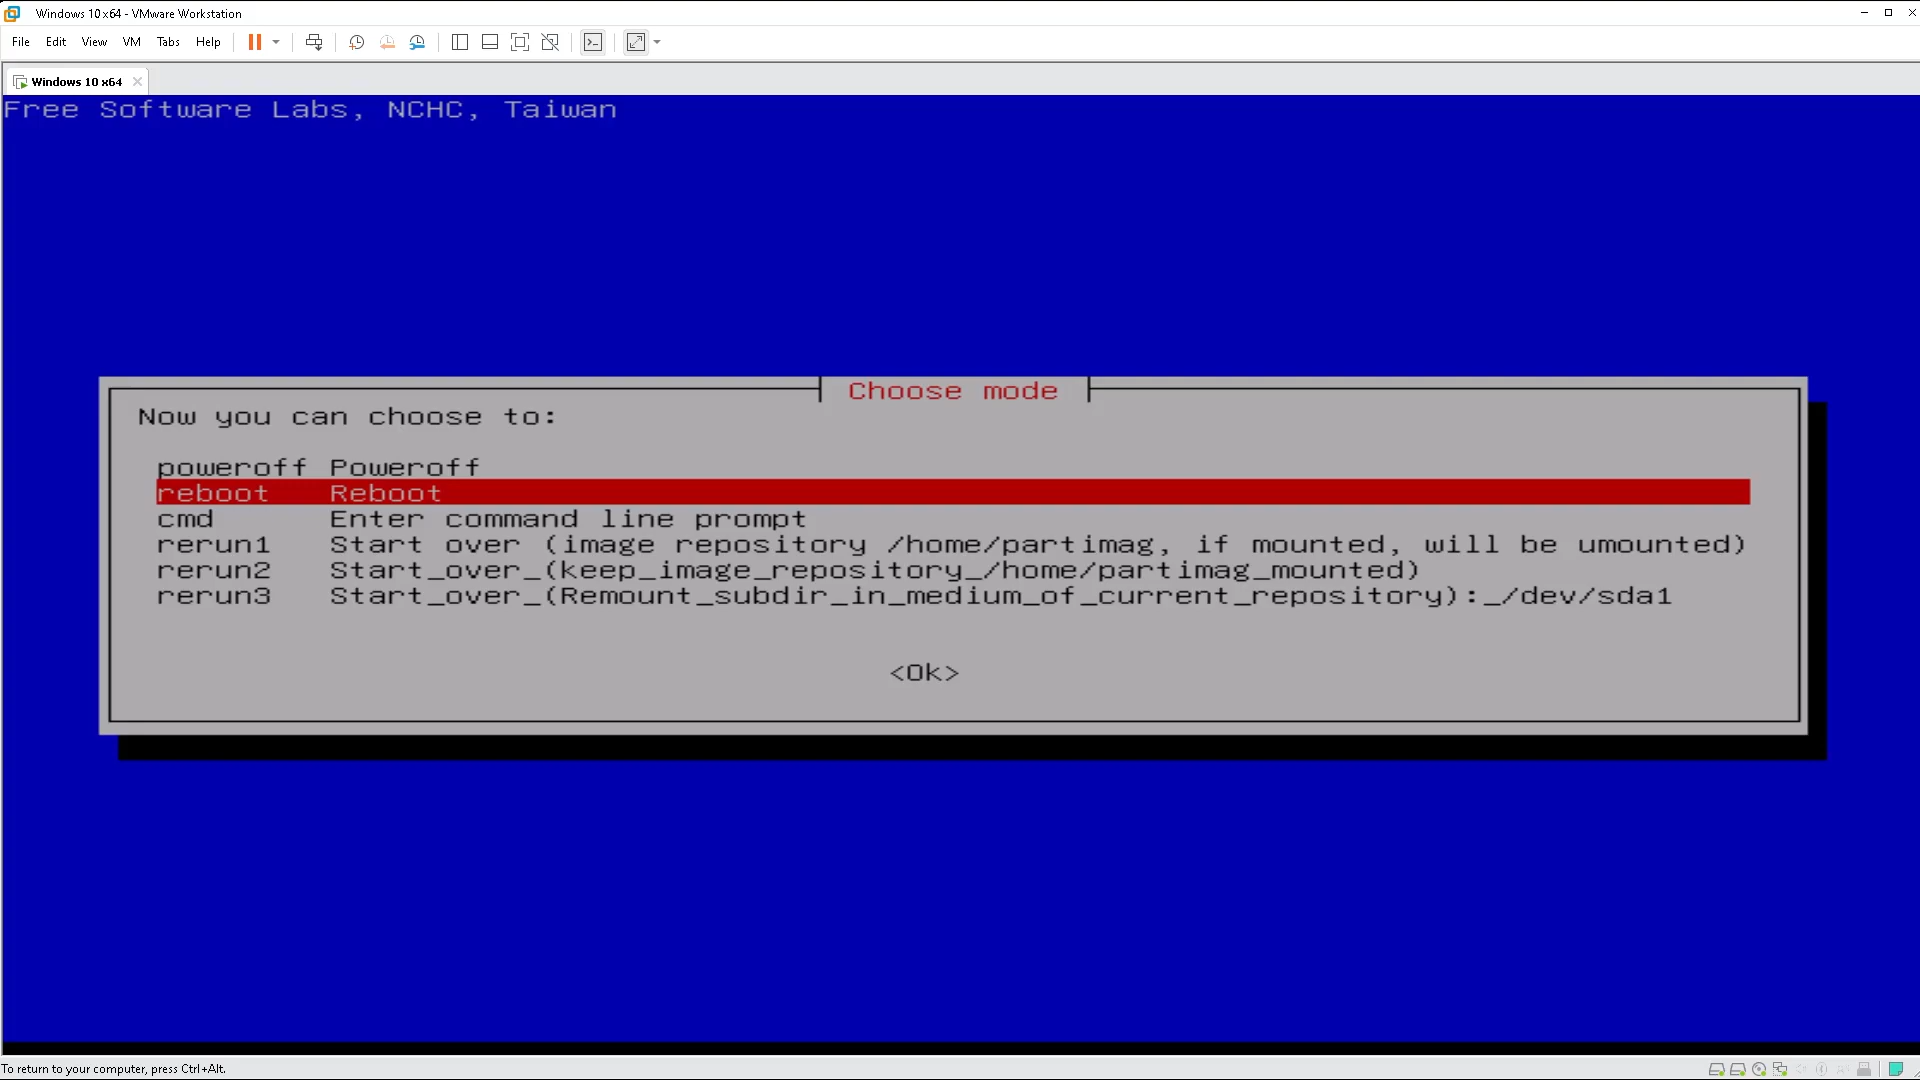 Windows 10 x64 - VMware Workstation
File Edit View VM Tabs Help
Windows 10 x64
Free Software Labs, NCHC, Taiwan
Choose mode
Now you can choose to:
poweroff Poweroff
reboot Reboot
cmd Enter command line prompt
rerun1 Start over (image repository /home/partimag, if mounted, will be umounted)
rerun2 Start_over_(keep_image_repository_/home/partimag_mounted)
rerun3 Start_over_(Remount_subdir_in_medium_of_current_repository):_/dev/sda1
<Ok>
To return to your computer, press Ctrl+Alt.